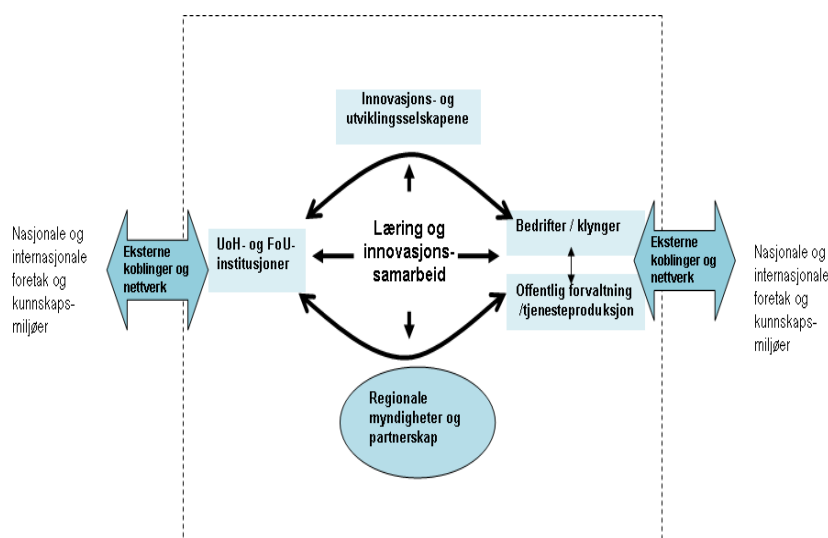 Innovasjons- og
utviklingsselskapene
Nasjonale og
internasjonale
foretak og
kunnskaps-
miljøer
Eksterne
koblinger og
nettverk
UoH- og FoU-
institusjoner
Læring og
innovasjons-
samarbeid
Bedrifter / klynger
Offentlig forvaltning
/tjenesteproduksjon
Eksterne
koblinger og
nettverk
Nasjonale og
internasjonale
foretak og
kunnskaps-
miljøer
Regionale
myndigheter og
partnerskap